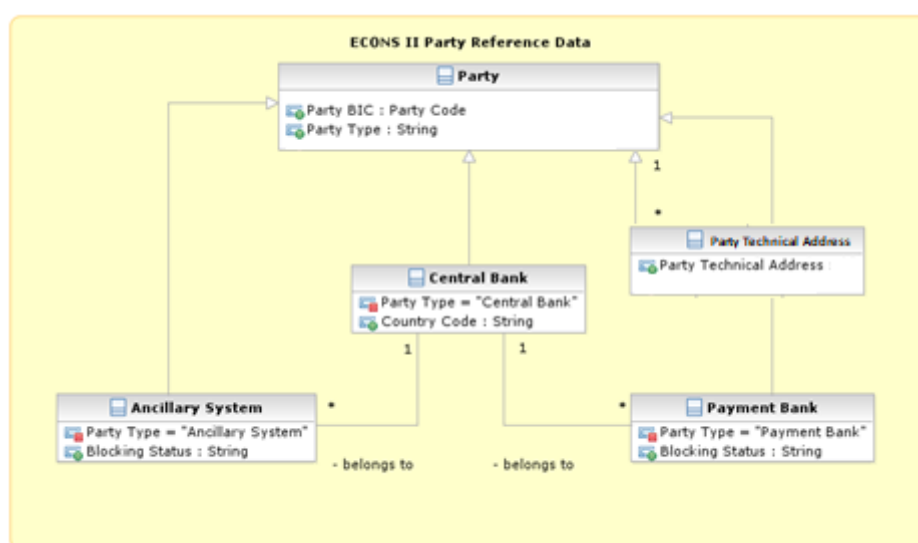 ECONS II Party Reference Data
Party
Party BIC : Party Code
Party Type : String
1
*
Party Technical Address
Party Technical Address :
Central Bank
Party Type = "Central Bank"
Country Code : String
1
1
Ancillary System
Party Type = "Ancillary System"
Blocking Status : String
*
- belongs to
*
- belongs to
Payment Bank
Party Type = "Payment Bank"
Blocking Status : String